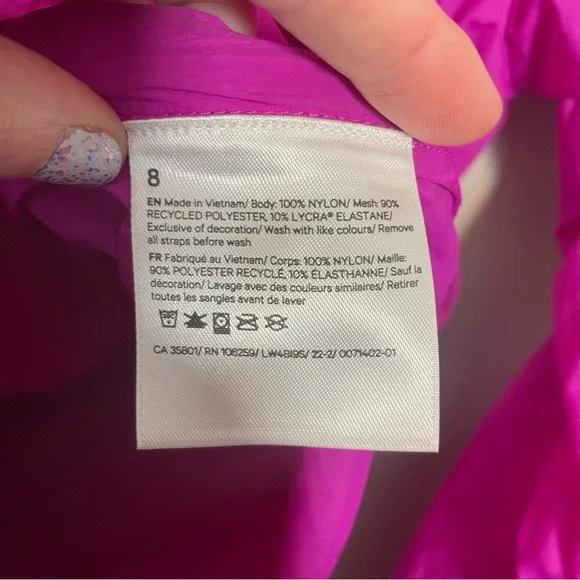 8
EN Made in Vietnam/ Body: 100% NYLON/ Mesh: 90%
RECYCLED POLYESTER, 10% LYCRA® ELASTANE/
Exclusive of decoration/ Wash with like colours/ Remove
all straps before wash
FR Fabriqué au Vietnam/ Corps: 100% NYLON/ Maille:
90% POLYESTER RECYCLÉ, 10% ÉLASTHANNE/ Sauf la
décoration/ Lavage avec des couleurs similaires/ Retirer
toutes les sangles avant de laver
CA 35801/ RN 106259/ LW4BI9S/ 22-2/ 0071402-01